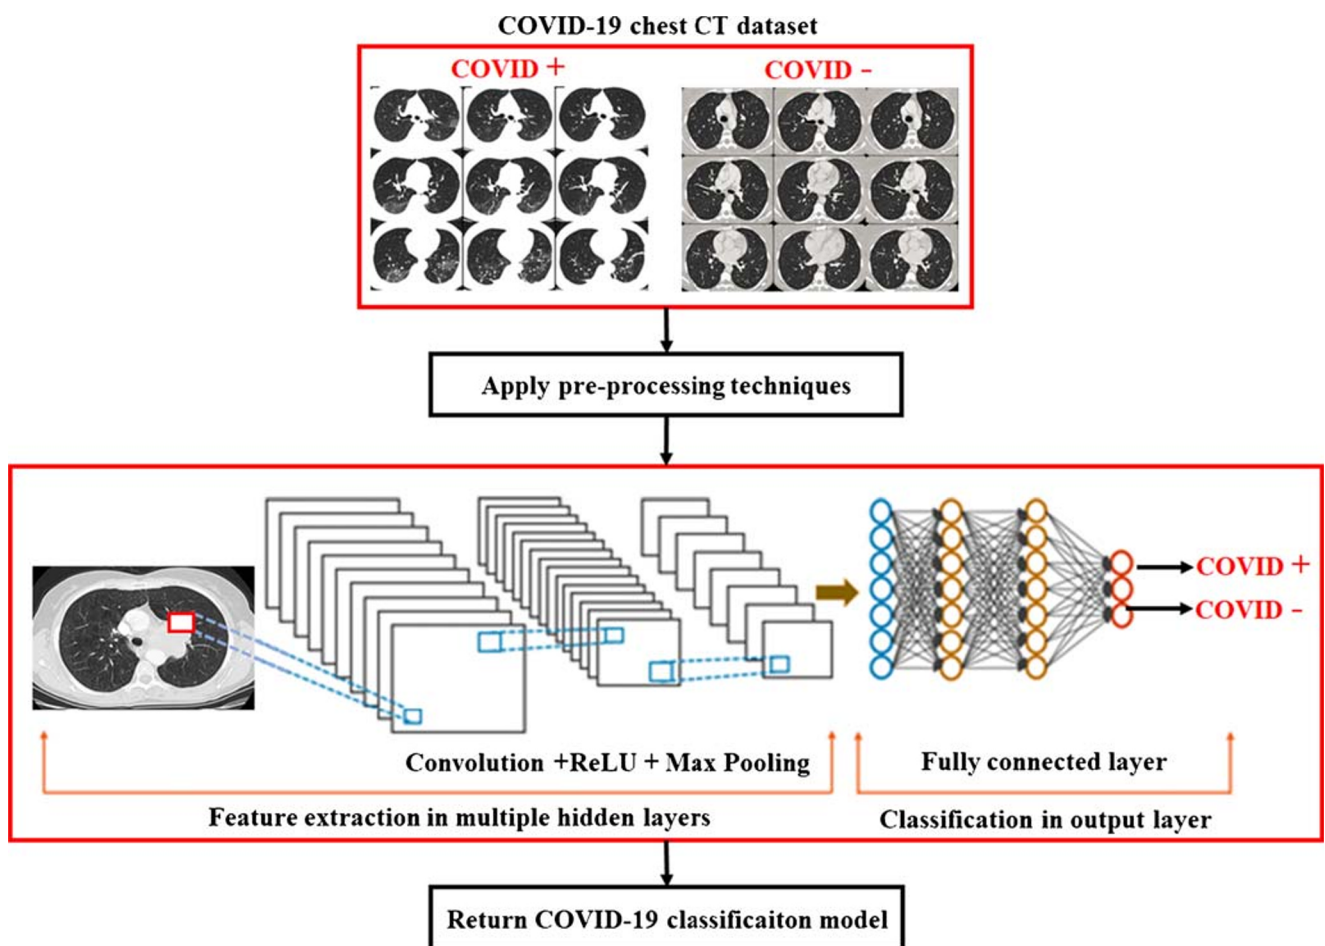 COVID-19 chest CT dataset
COVID +
COVID -
Apply pre-processing techniques
COVID +
COVID -
Convolution +ReLU + Max Pooling
Fully connected layer
Feature extraction in multiple hidden layers
Classification in output layer
Return COVID-19 classificaiton model